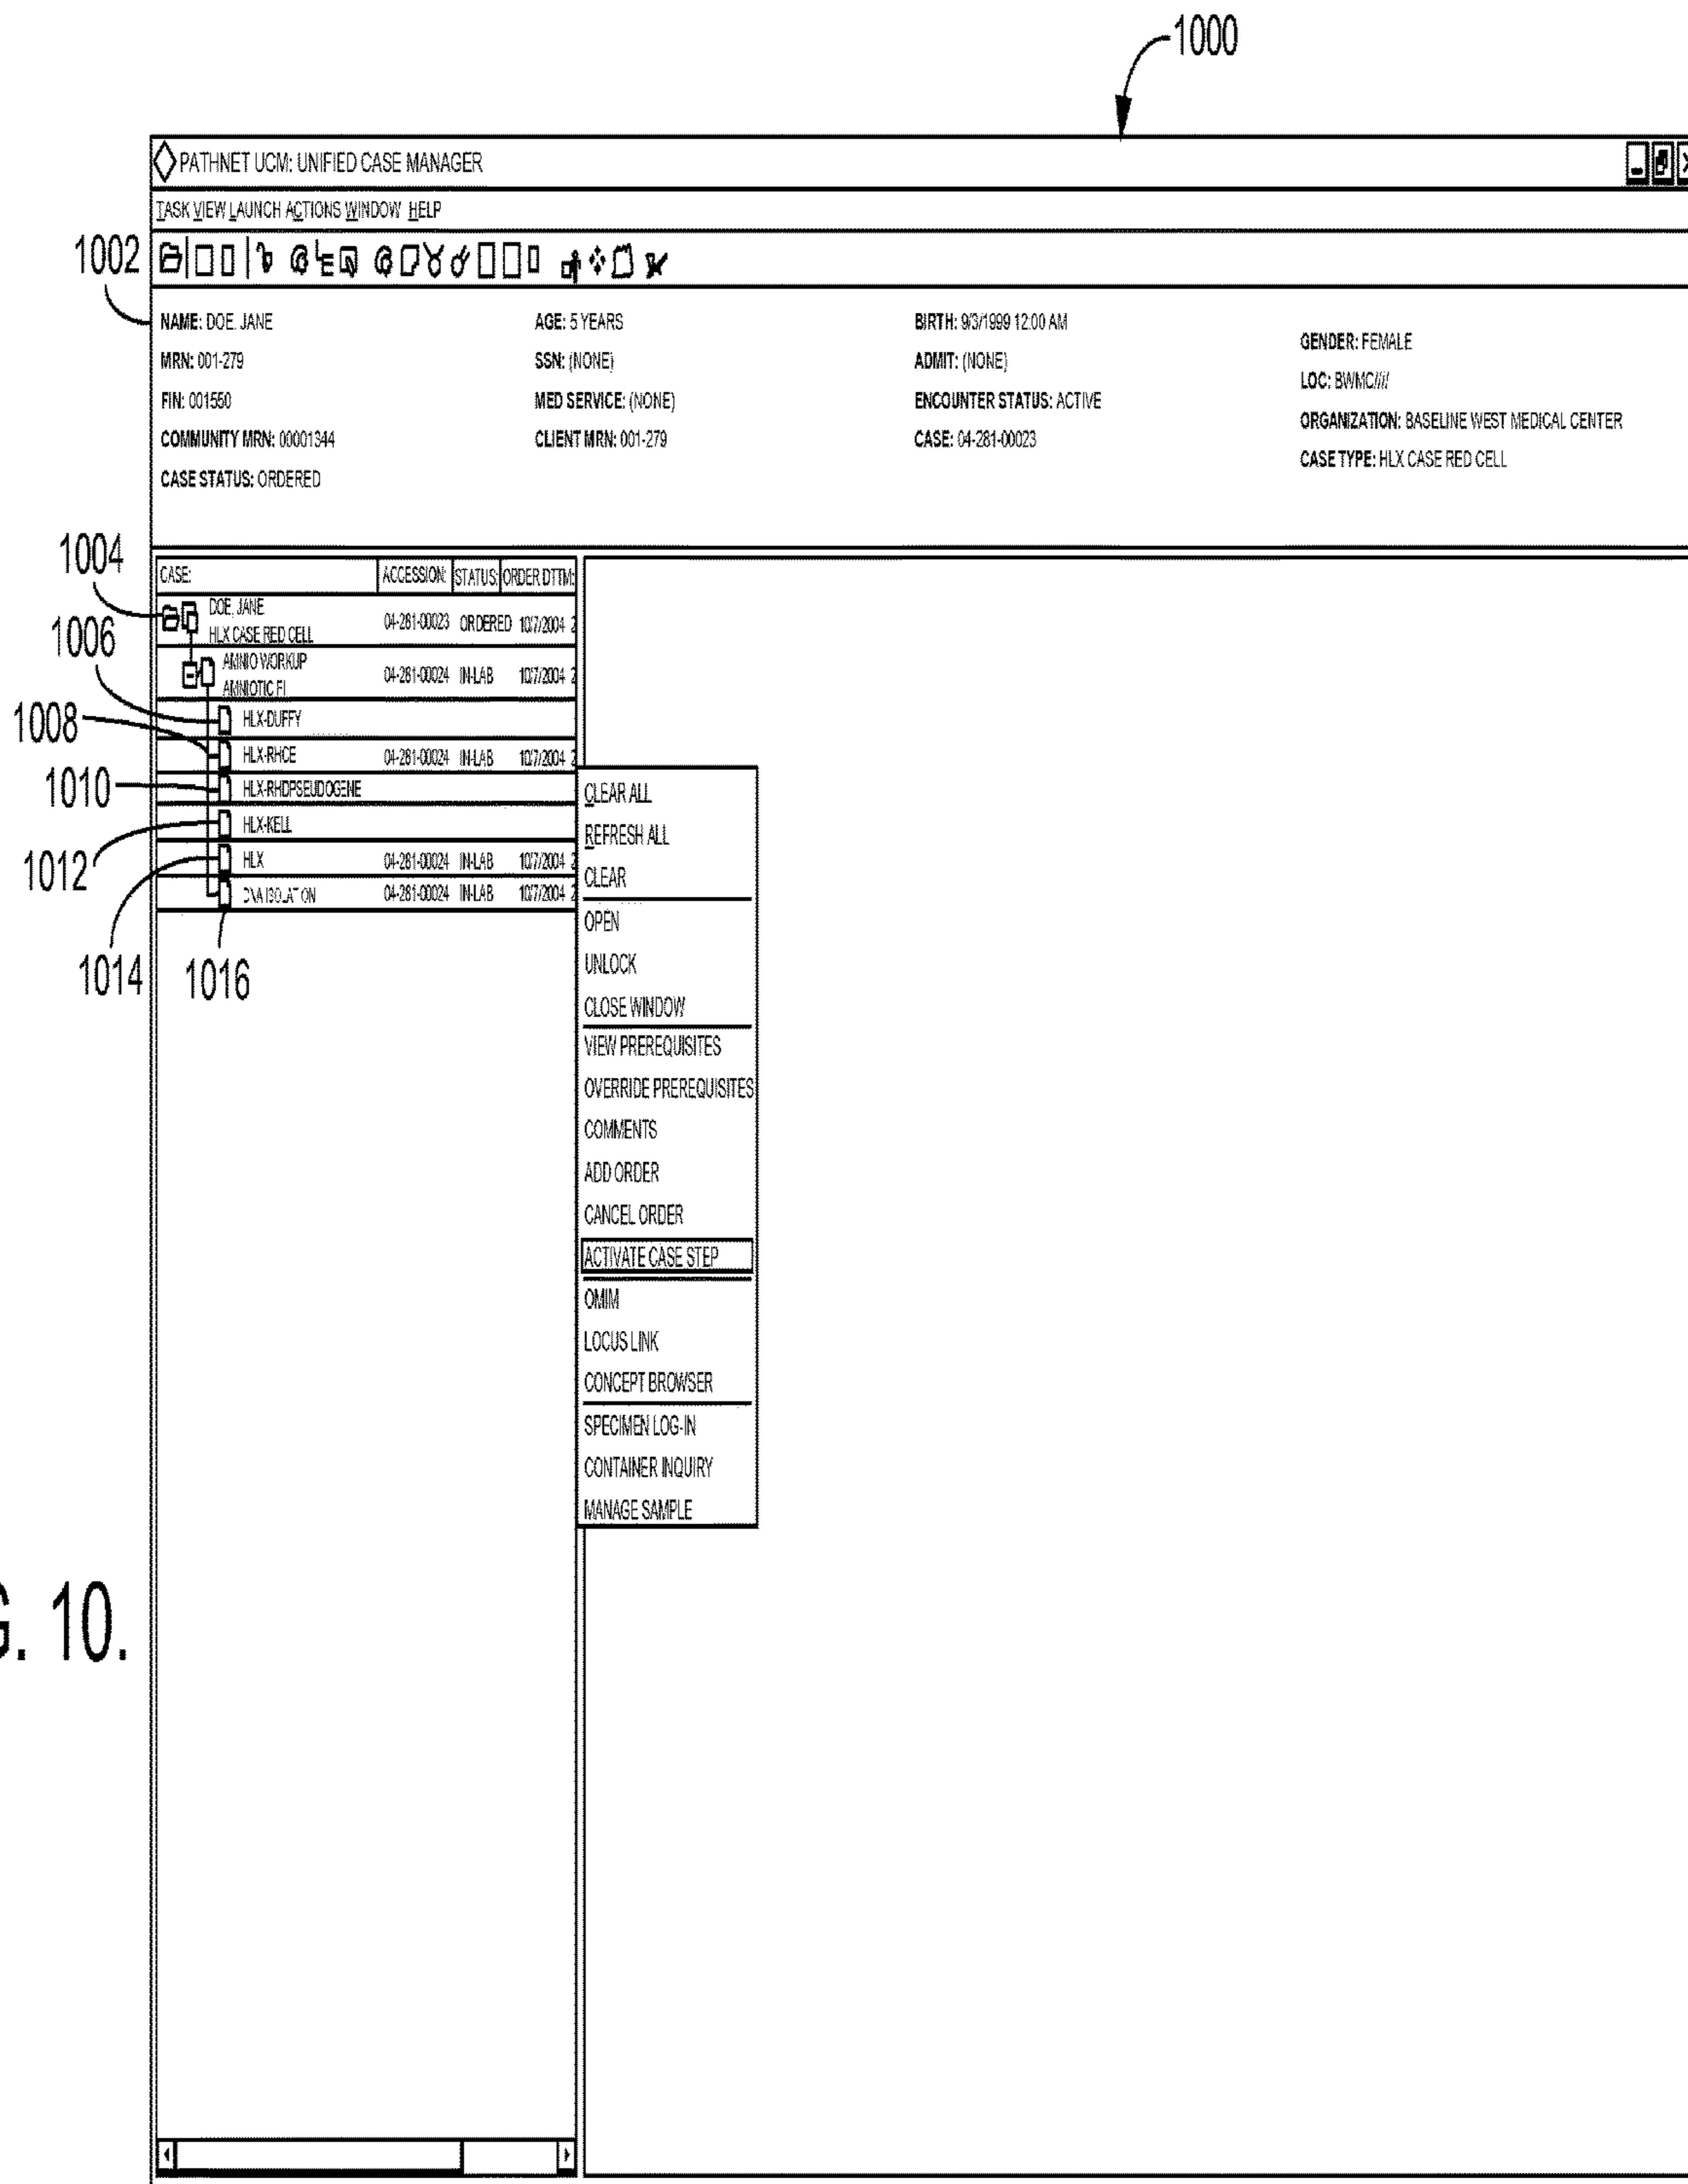 1000
PATHNET UCM: UNIFIED CASE MANAGER
TASK VIEW LAUNCH ACTIONS WINDOW HELP
1002
NAME: DOE, JANE AGE: 5 YEARS BIRTH: 9/3/1999 12:00 AM GENDER: FEMALE
MRN: 001-279 SSN: (NONE) ADMIT: (NONE) LOC: BWMC////
FIN: 001550 MED SERVICE: (NONE) ENCOUNTER STATUS: ACTIVE ORGANIZATION: BASELINE WEST MEDICAL CENTER
COMMUNITY MRN: 00001344 CLIENT MRN: 001-279 CASE: 04-281-00023 CASE TYPE: HLX CASE RED CELL
CASE STATUS: ORDERED
1004
CASE: ACCESSION: STATUS: ORDER DTTM:
DOE, JANE
HLX CASE RED CELL 04-281-00023 ORDERED 10/7/2004 2
1006
AMNIO WORKUP
AMNIOTIC FI 04-281-00024 IN-LAB 10/7/2004 2
HLX-DUFFY
1008
HLX-RHCE 04-281-00024 IN-LAB 10/7/2004 2
1010
HLX-RHDPSEUDOGENE
HLX-KELL
1012
HLX 04-281-00024 IN-LAB 10/7/2004 2
DNA ISOLATION 04-281-00024 IN-LAB 10/7/2004 2
1014
1016
CLEAR ALL
REFRESH ALL
CLEAR
OPEN
UNLOCK
CLOSE WINDOW
VIEW PREREQUISITES
OVERRIDE PREREQUISITES
COMMENTS
ADD ORDER
CANCEL ORDER
ACTIVATE CASE STEP
OMIM
LOCUS LINK
CONCEPT BROWSER
SPECIMEN LOG-IN
CONTAINER INQUIRY
MANAGE SAMPLE
G. 10.